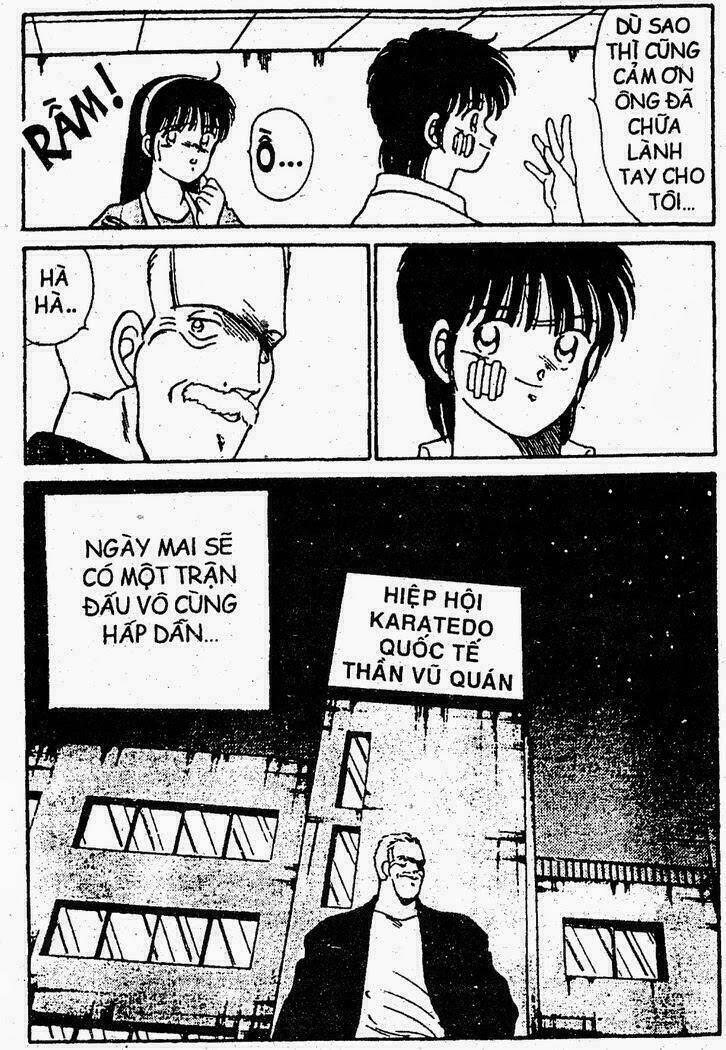 RẦM!
Ồ...
DÙ SAO
THÌ CŨNG
CẢM ƠN
ÔNG ĐÃ
CHỮA
LÀNH
TAY CHO
TÔI...
HÀ
HÀ..
NGÀY MAI SẼ
CÓ MỘT TRẬN
ĐẤU VÔ CÙNG
HẤP DẪN...
HIỆP HỘI
KARATEDO
QUỐC TẾ
THẦN VŨ QUÁN